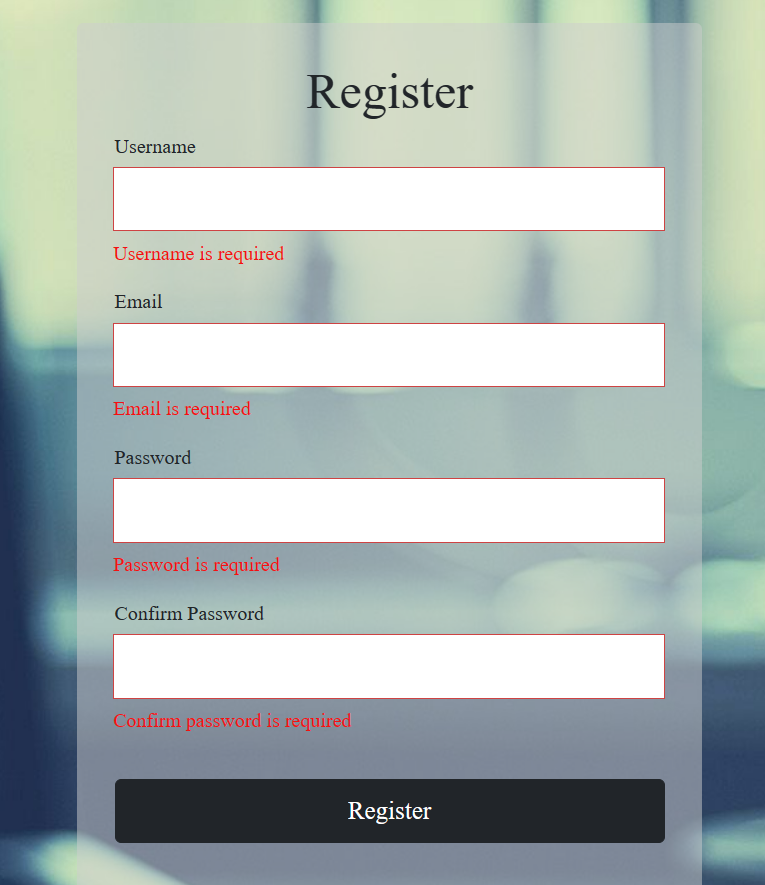 Register
Username
Username is required
Email
Email is required
Password
Password is required
Confirm Password
Confirm password is required
Register